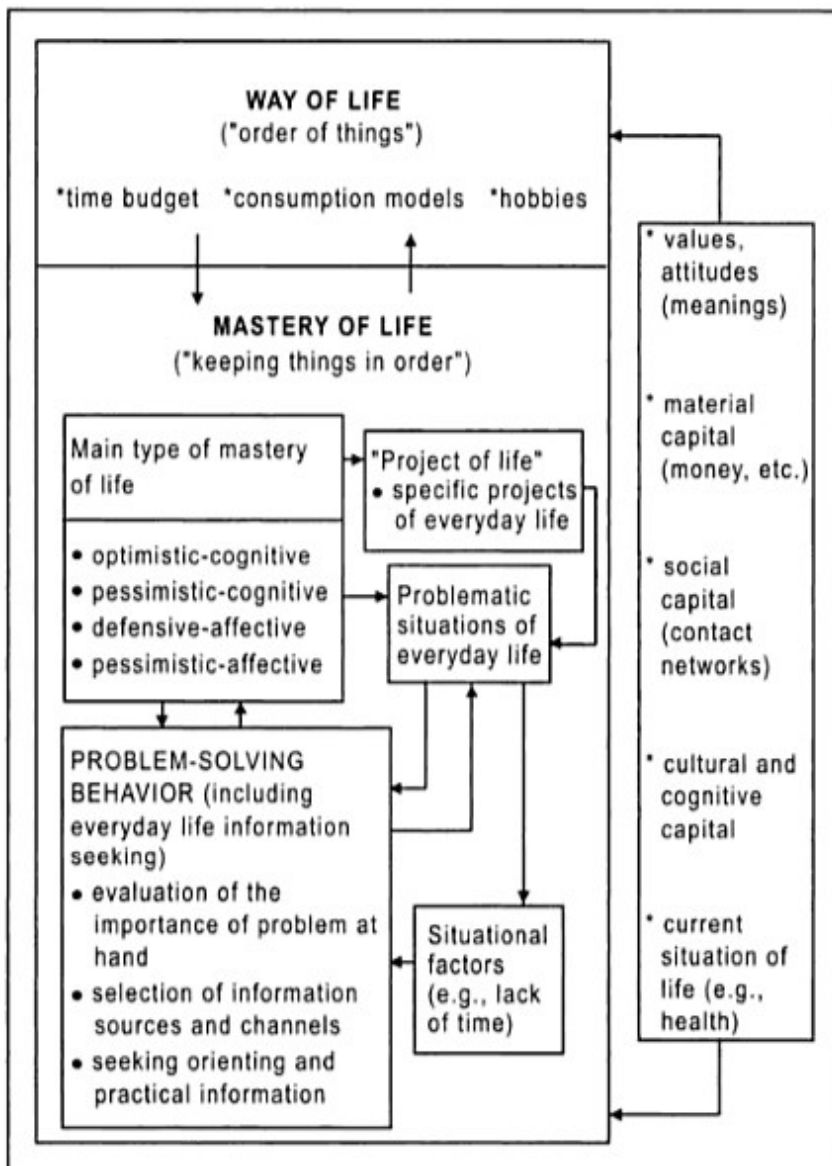 WAY OF LIFE
("order of things")
*time budget *consumption models *hobbies
MASTERY OF LIFE
("keeping things in order")
Main type of mastery
of life
• optimistic-cognitive
• pessimistic-cognitive
• defensive-affective
• pessimistic-affective
"Project of life"
• specific projects
of everyday life
Problematic
situations of
everyday life
PROBLEM-SOLVING
BEHAVIOR (including
everyday life information
seeking)
• evaluation of the
importance of problem at
hand
• selection of information
sources and channels
• seeking orienting and
practical information
Situational
factors
(e.g., lack
of time)
* values,
attitudes
(meanings)
* material
capital
(money, etc.)
* social
capital
(contact
networks)
* cultural and
cognitive
capital
* current
situation of
life (e.g.,
health)